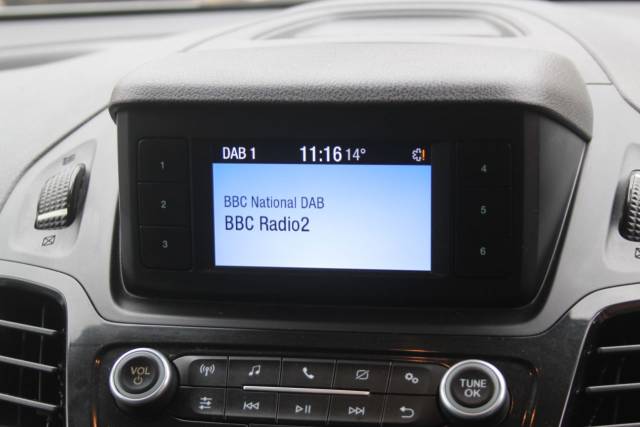 DAB 1 11:16 14°
BBC National DAB
BBC Radio2
1
2
3
4
5
6
VOL
TUNE
OK